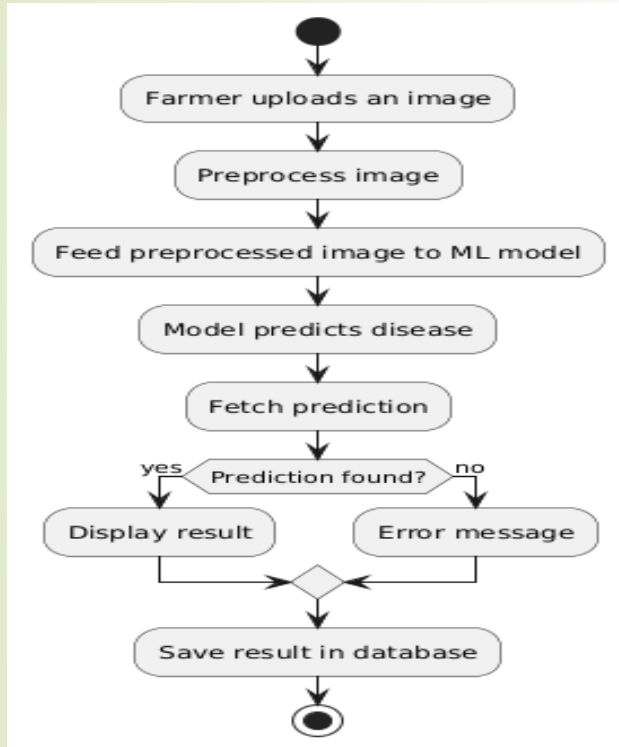 Farmer uploads an image
Preprocess image
Feed preprocessed image to ML model
Model predicts disease
Fetch prediction
yes
Prediction found?
no
Display result
Error message
Save result in database